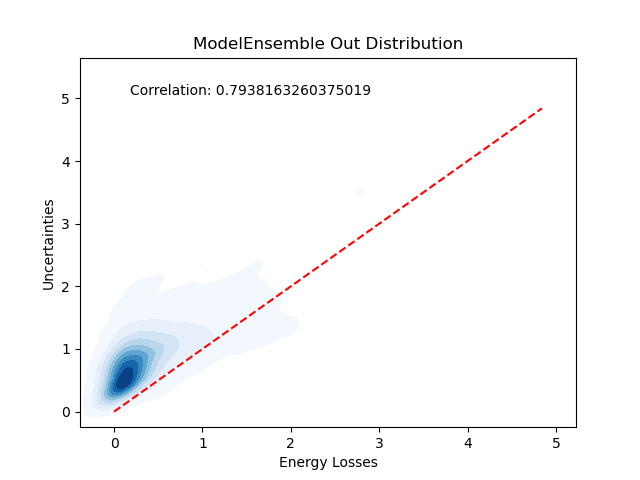 ModelEnsemble Out Distribution
Correlation: 0.7938163260375019
5
4
3
2
1
0
Uncertainties
0 1 2 3 4 5
Energy Losses